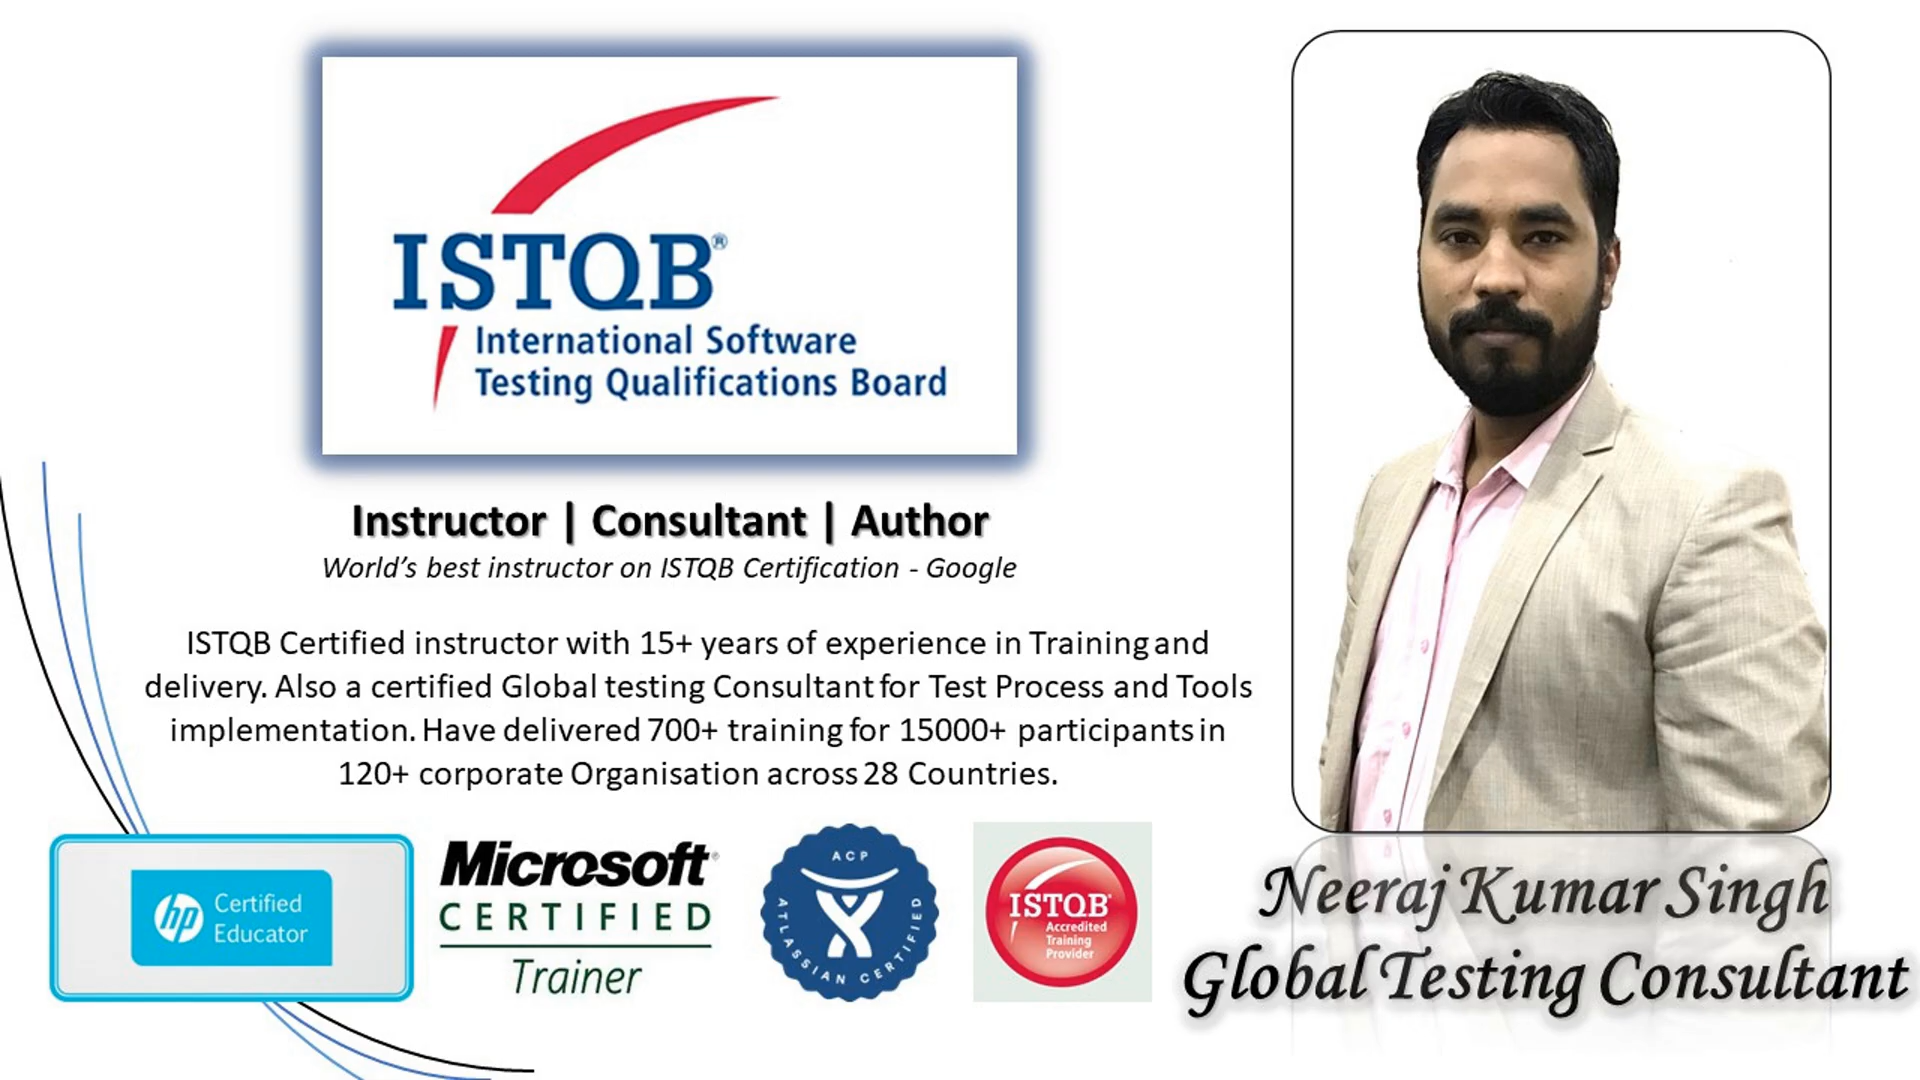 ISTQB®
International Software
Testing Qualifications Board
Instructor | Consultant | Author
World's best instructor on ISTQB Certification - Google
ISTQB Certified instructor with 15+ years of experience in Training and
delivery. Also a certified Global testing Consultant for Test Process and Tools
implementation. Have delivered 700+ training for 15000+ participants in
120+ corporate Organisation across 28 Countries.
hp
Certified
Educator
Microsoft®
CERTIFIED
Trainer
ACP
ATLASSIAN CERTIFIED
ISTQB®
Accredited
Training
Provider
Neeraj Kumar Singh
Global Testing Consultant